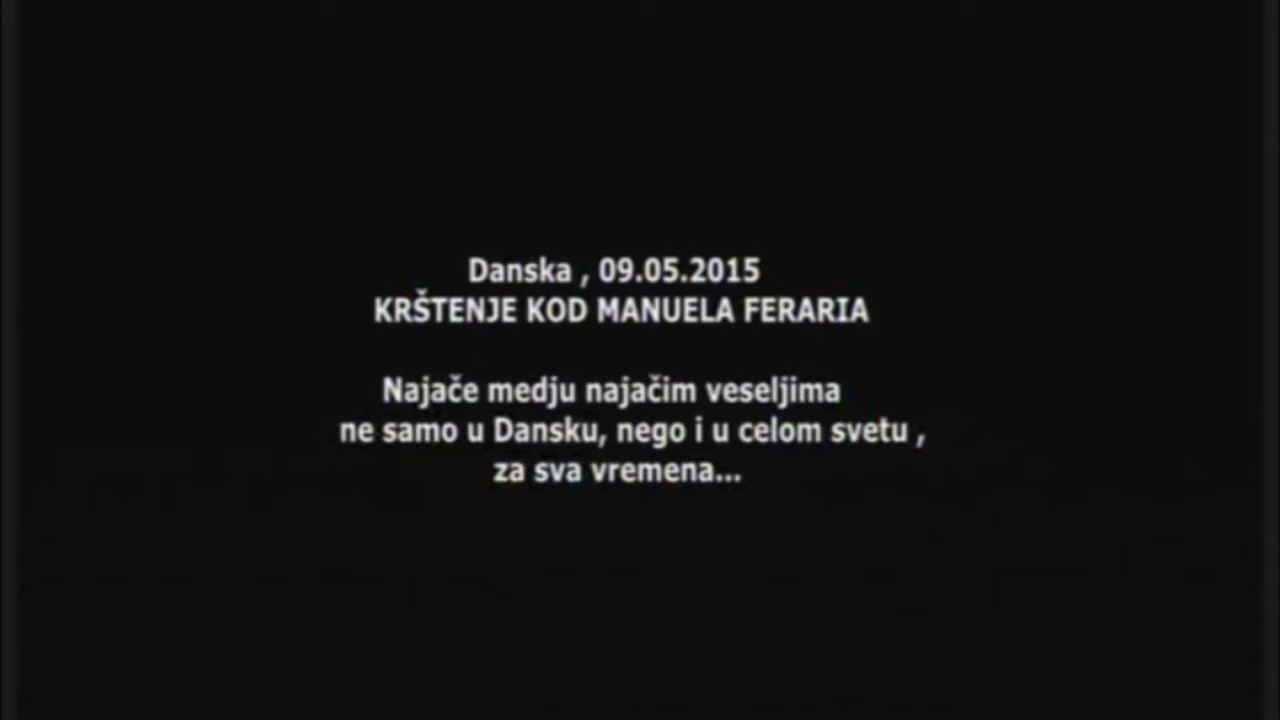 Danska , 09.05.2015
KRŠTENJE KOD MANUELA FERARIA
Najače medju najačim veseljima
ne samo u Dansku, nego i u celom svetu ,
za sva vremena...